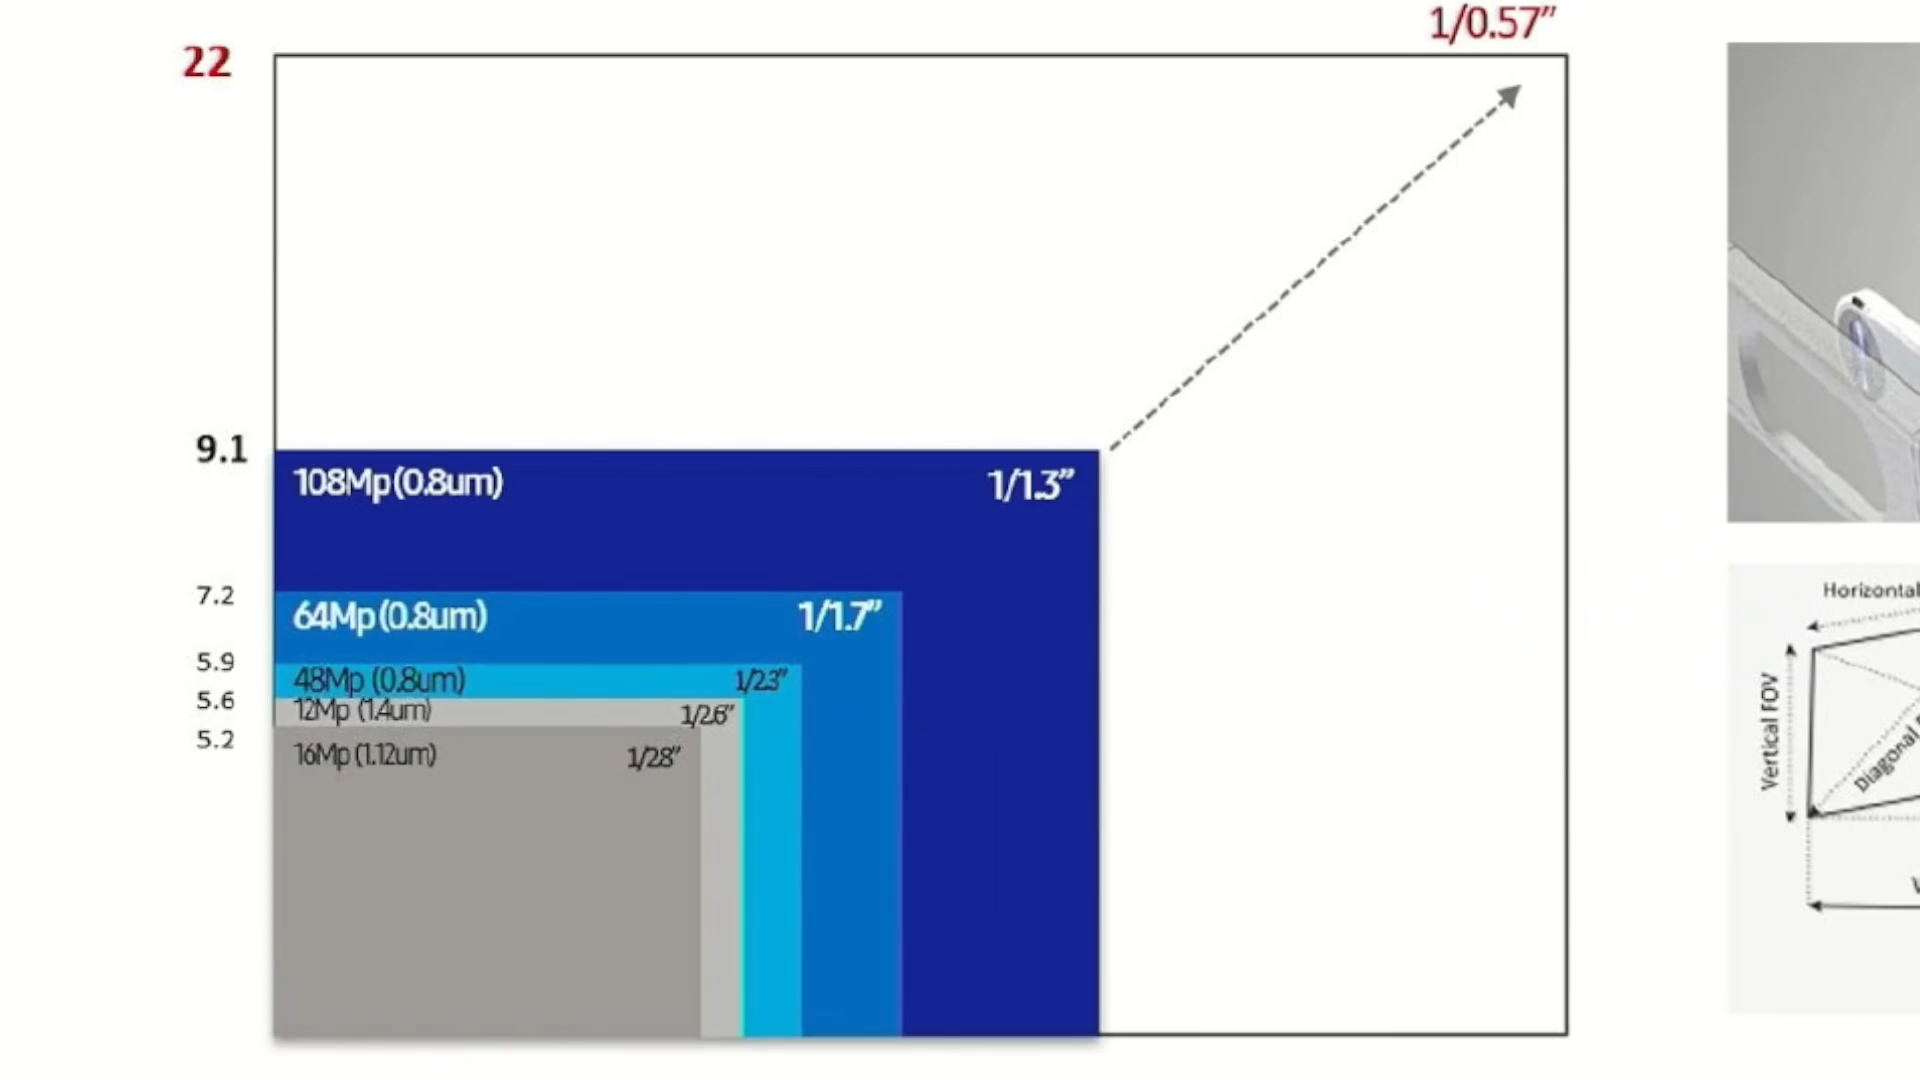 1/0.57”
22
9.1
108Mp(0.8um)
1/1.3”
7.2
64Mp(0.8um)
1/1.7”
5.9
48Mp (0.8um)
1/2.3”
5.6
12Mp (1.4um)
1/2.6”
5.2
16Mp (1.12um)
1/2.8”
Horizontal
Vertical FOV
Diagonal